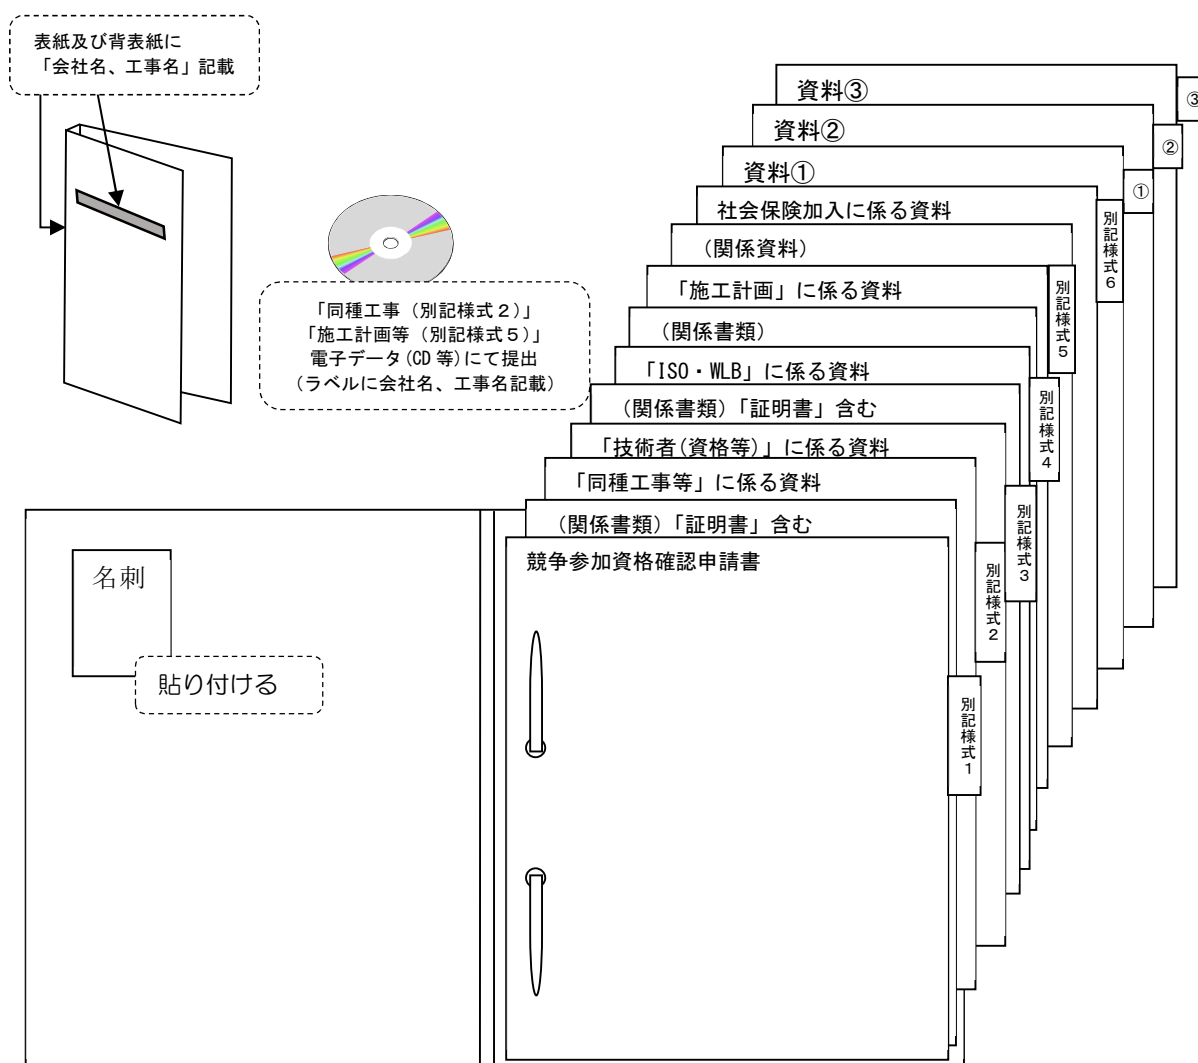 表紙及び背表紙に
「会社名、工事名」記載
「同種工事（別記様式２）」
「施工計画等（別記様式５）」
電子データ(CD 等)にて提出
（ラベルに会社名、工事名記載）
資料③
③
資料②
②
資料①
①
社会保険加入に係る資料
別記様式６
（関係資料）
「施工計画」に係る資料
別記様式５
（関係書類）
「ISO・WLB」に係る資料
別記様式４
（関係書類）「証明書」含む
「技術者(資格等)」に係る資料
別記様式３
「同種工事等」に係る資料
別記様式２
（関係書類）「証明書」含む
競争参加資格確認申請書
別記様式１
名刺
貼り付ける